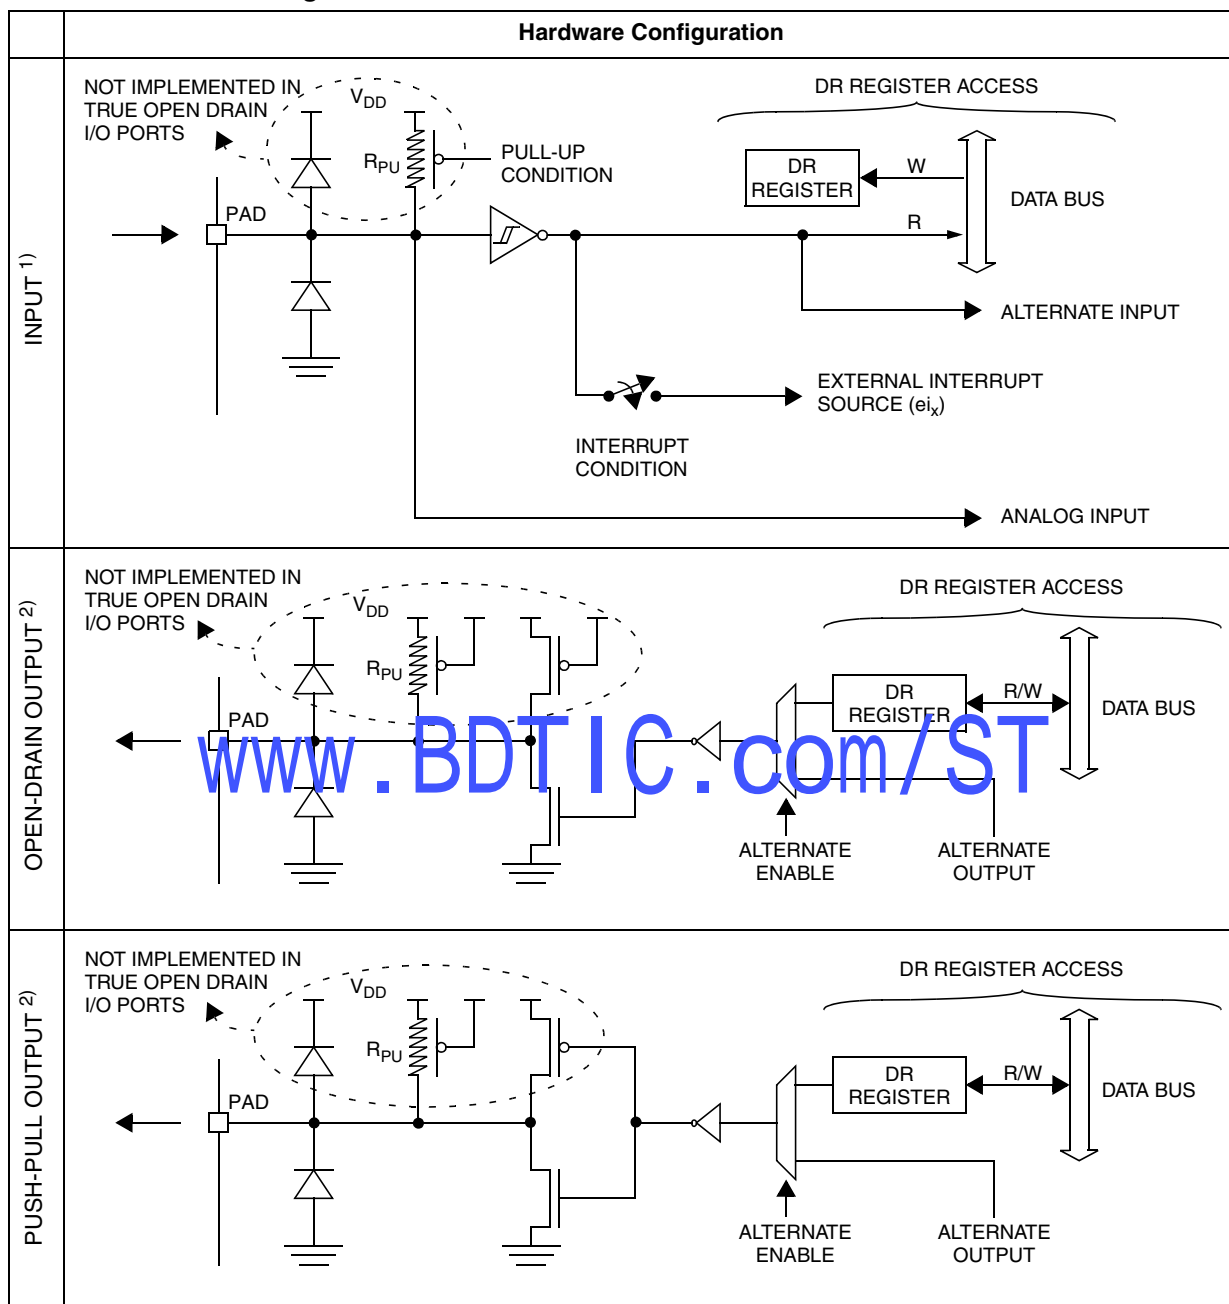 Hardware Configuration
INPUT 1)
NOT IMPLEMENTED IN
TRUE OPEN DRAIN
I/O PORTS
VDD
RPU
PULL-UP
CONDITION
PAD
DR REGISTER ACCESS
DR
REGISTER
W
R
DATA BUS
ALTERNATE INPUT
EXTERNAL INTERRUPT
SOURCE (eix)
INTERRUPT
CONDITION
ANALOG INPUT
OPEN-DRAIN OUTPUT 2)
NOT IMPLEMENTED IN
TRUE OPEN DRAIN
I/O PORTS
VDD
RPU
PAD
DR REGISTER ACCESS
DR
REGISTER
R/W
DATA BUS
ALTERNATE
ENABLE
ALTERNATE
OUTPUT
www.BDTIC.com/ST
PUSH-PULL OUTPUT 2)
NOT IMPLEMENTED IN
TRUE OPEN DRAIN
I/O PORTS
VDD
RPU
PAD
DR REGISTER ACCESS
DR
REGISTER
R/W
DATA BUS
ALTERNATE
ENABLE
ALTERNATE
OUTPUT